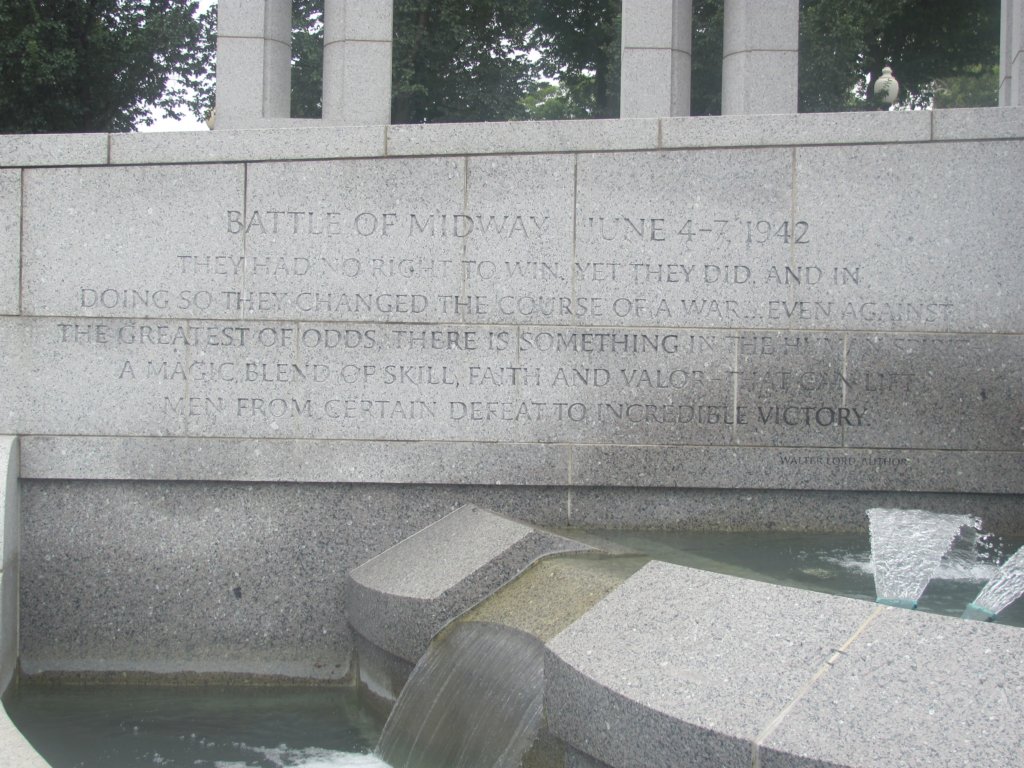 BATTLE OF MIDWAY JUNE 4-7, 1942
THEY HAD NO RIGHT TO WIN. YET THEY DID, AND IN
DOING SO THEY CHANGED THE COURSE OF A WAR...EVEN AGAINST
THE GREATEST OF ODDS, THERE IS SOMETHING IN THE HUMAN SPIRIT -
A MAGIC BLEND OF SKILL, FAITH AND VALOR - THAT CAN LIFT
MEN FROM CERTAIN DEFEAT TO INCREDIBLE VICTORY.
WALTER LORD, AUTHOR